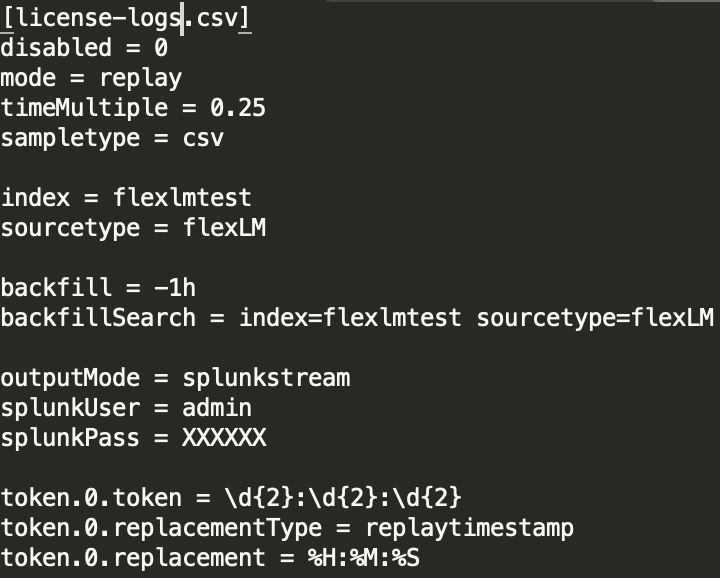 [license-logs.csv]
disabled = 0
mode = replay
timeMultiple = 0.25
sampletype = csv
index = flexlmtest
sourcetype = flexLM
backfill = -1h
backfillSearch = index=flexlmtest sourcetype=flexLM
outputMode = splunkstream
splunkUser = admin
splunkPass = XXXXXX
token.0.token = \d{2}:\d{2}:\d{2}
token.0.replacementType = replaytimestamp
token.0.replacement = %H:%M:%S